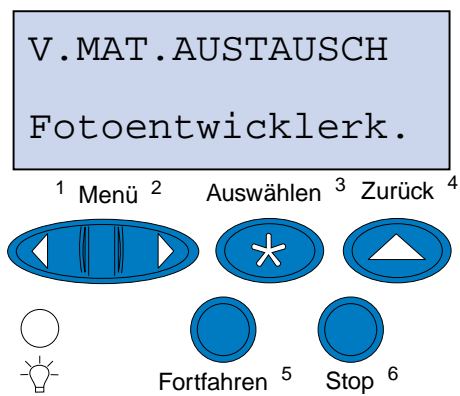 V.MAT.AUSTAUSCH
Fotoentwicklerk.
1 Menü 2 Auswählen 3 Zurück 4
Fortfahren 5 Stop 6